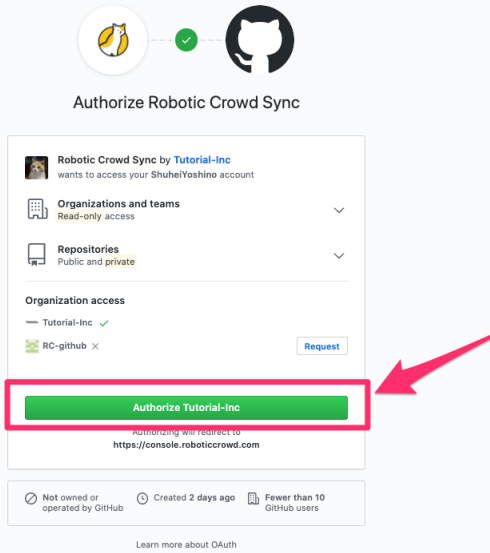 Authorize Robotic Crowd Sync
Robotic Crowd Sync by Tutorial-Inc
wants to access your ShuheiYoshino account
Organizations and teams
Read-only access
Repositories
Public and private
Organization access
Tutorial-Inc
RC-github
Request
Authorize Tutorial-Inc
Authorizing will redirect to
https://console.roboticcrowd.com
Not owned or
operated by GitHub
Created 2 days ago
Fewer than 10
GitHub users
Learn more about OAuth